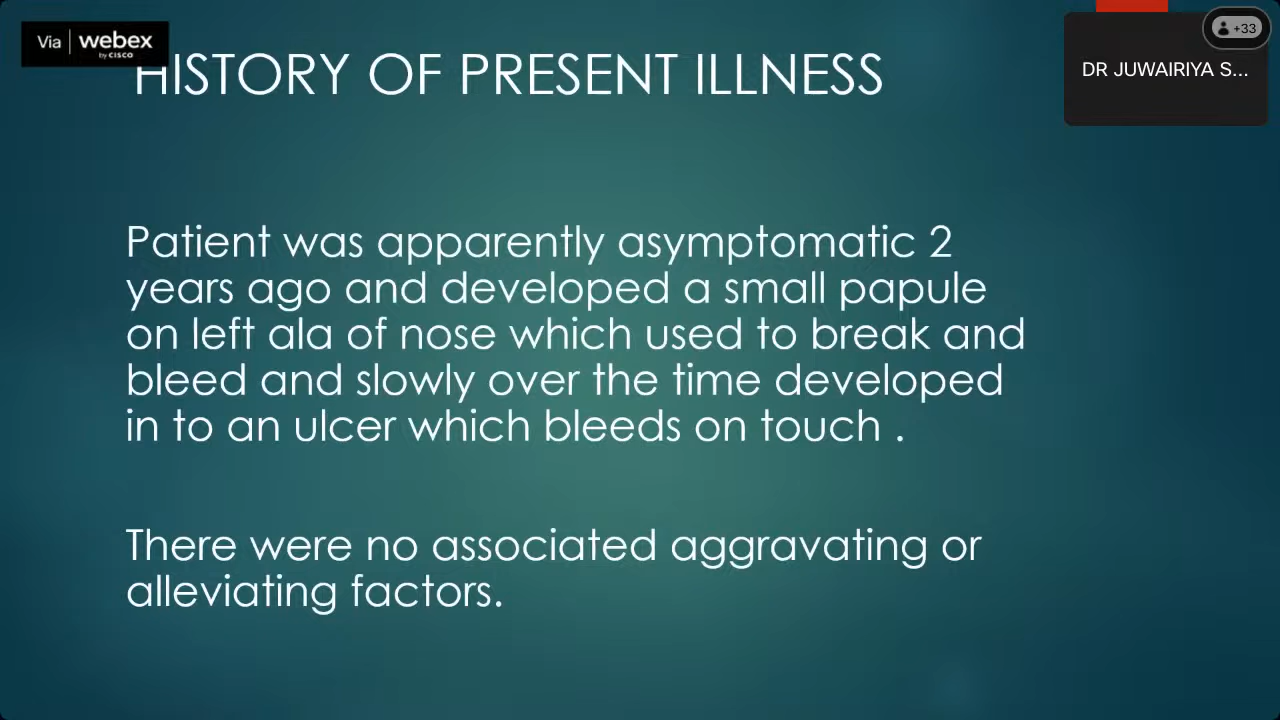 Via webex
by CISCO
HISTORY OF PRESENT ILLNESS
DR JUWAIRIYA S...
+33
Patient was apparently asymptomatic 2
years ago and developed a small papule
on left ala of nose which used to break and
bleed and slowly over the time developed
in to an ulcer which bleeds on touch .
There were no associated aggravating or
alleviating factors.